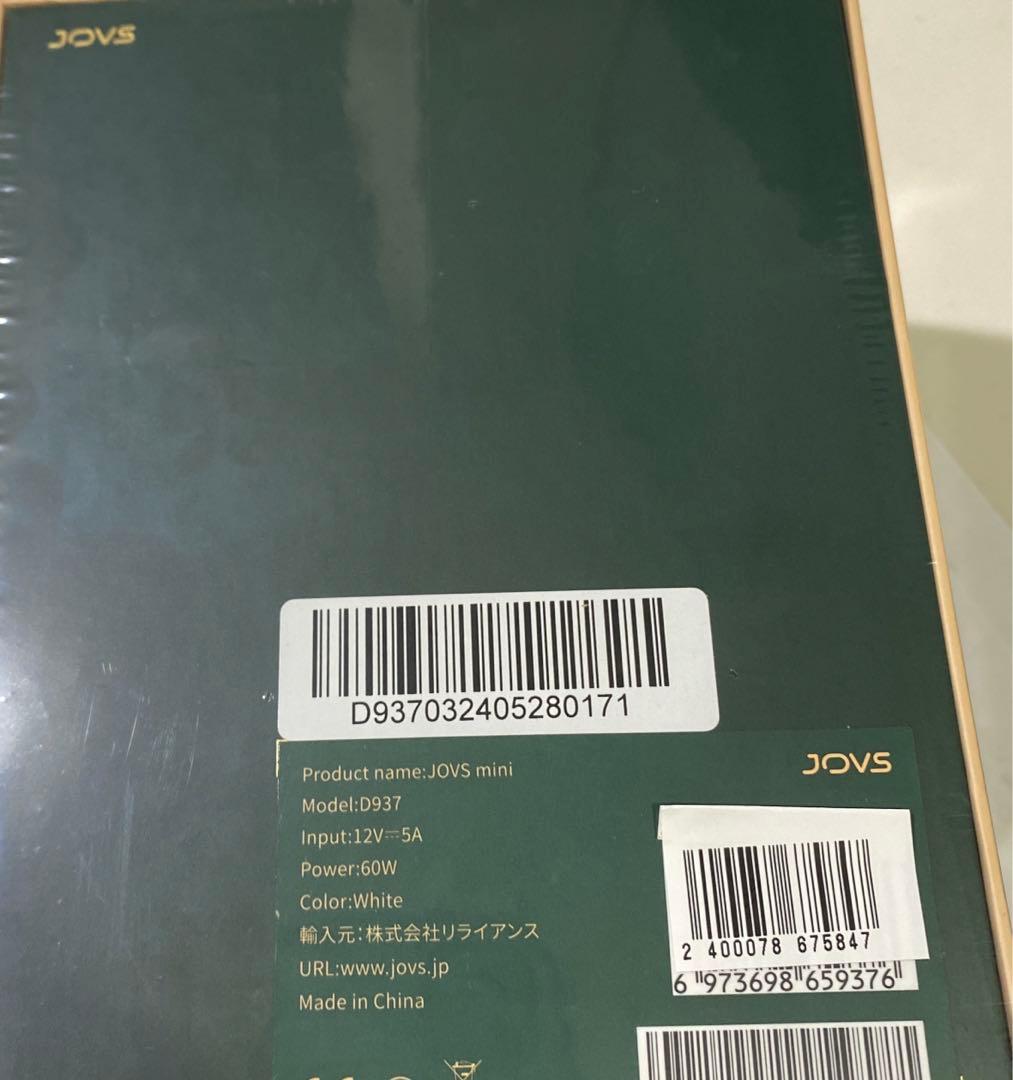 JOVS
D937032405280171
Product name:JOVS mini
JOVS
Model:D937
Input:12V⎓5A
Power:60W
Color:White
輸入元:株式会社リライアンス
URL:www.jovs.jp
Made in China
2 400078 675847
6 973698 659376